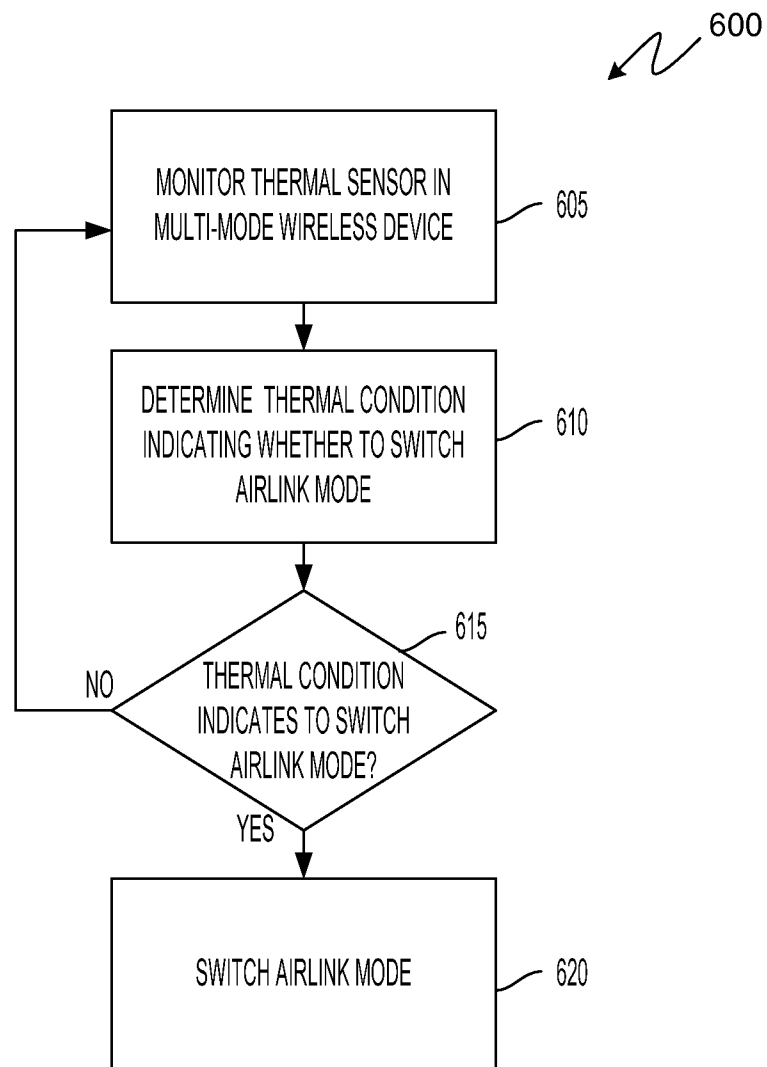 600
MONITOR THERMAL SENSOR IN
MULTI-MODE WIRELESS DEVICE
605
DETERMINE THERMAL CONDITION
INDICATING WHETHER TO SWITCH
AIRLINK MODE
610
615
THERMAL CONDITION
INDICATES TO SWITCH
AIRLINK MODE?
NO
YES
SWITCH AIRLINK MODE
620